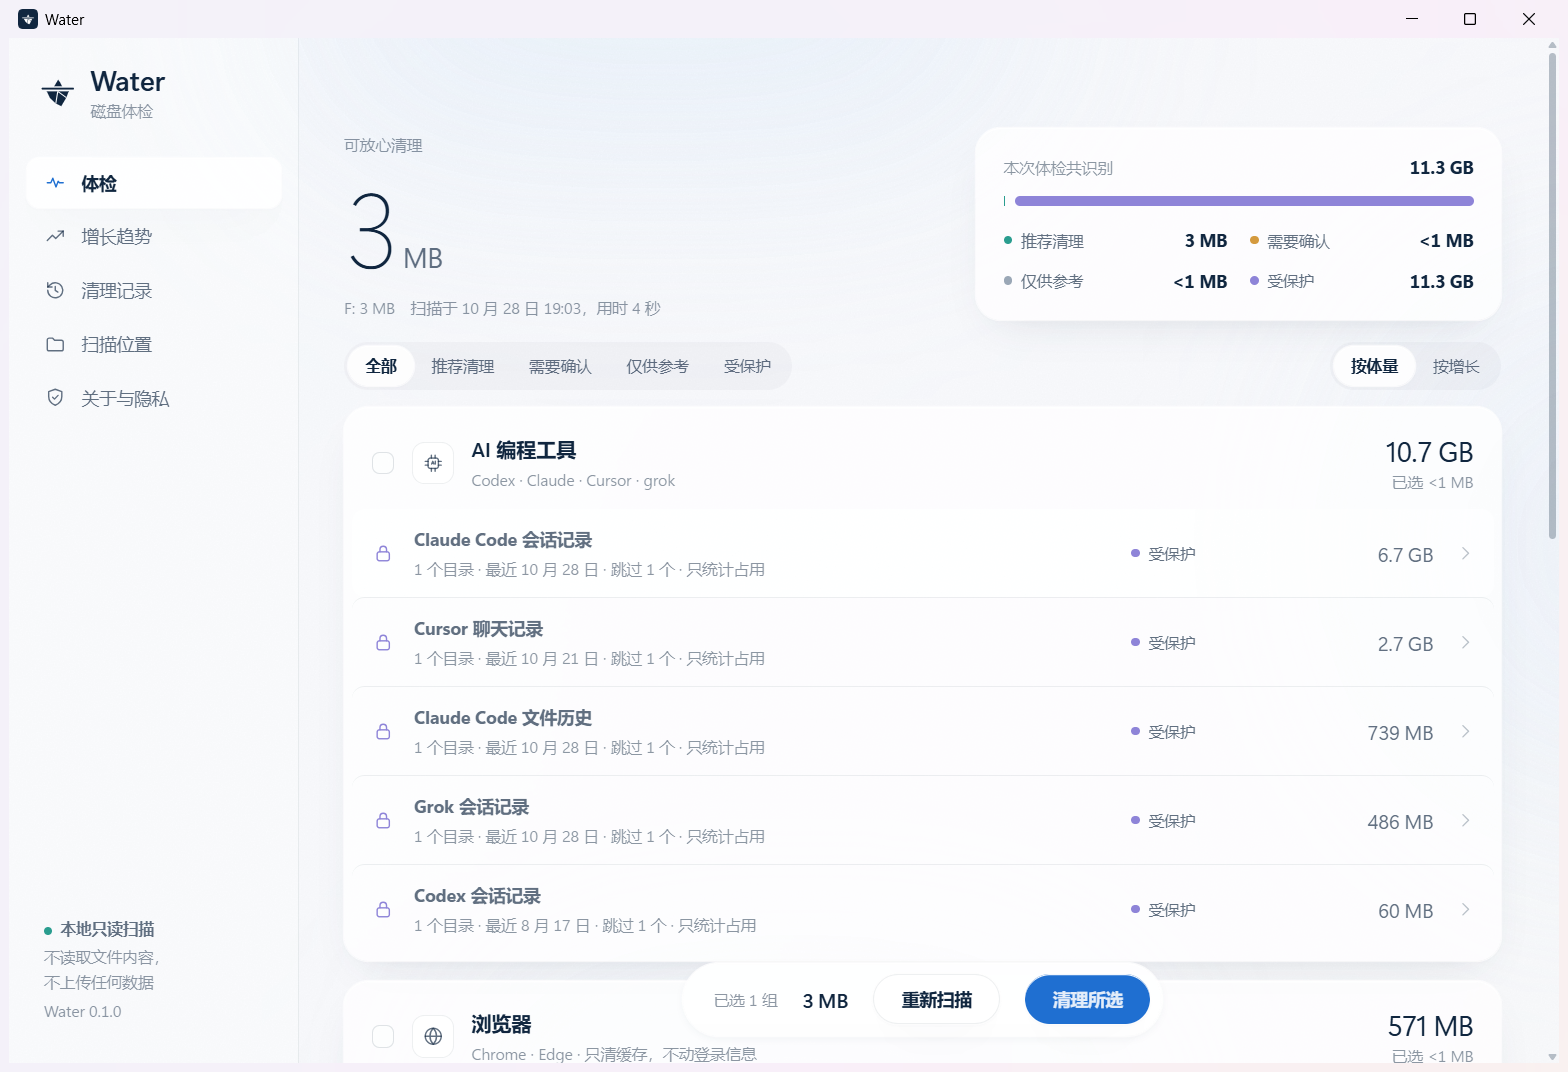 Water
Water
磁盘体检
体检
增长趋势
清理记录
扫描位置
关于与隐私
本地只读扫描
不读取文件内容，
不上传任何数据
Water 0.1.0
可放心清理
3 MB
F: 3 MB 扫描于 10 月 28 日 19:03，用时 4 秒
本次体检共识别 11.3 GB
推荐清理 3 MB 需要确认 <1 MB
仅供参考 <1 MB 受保护 11.3 GB
全部 推荐清理 需要确认 仅供参考 受保护 按体量 按增长
AI 编程工具 10.7 GB
Codex · Claude · Cursor · grok 已选 <1 MB
Claude Code 会话记录
1 个目录 · 最近 10 月 28 日 · 跳过 1 个 · 只统计占用
受保护 6.7 GB
Cursor 聊天记录
1 个目录 · 最近 10 月 21 日 · 跳过 1 个 · 只统计占用
受保护 2.7 GB
Claude Code 文件历史
1 个目录 · 最近 10 月 28 日 · 跳过 1 个 · 只统计占用
受保护 739 MB
Grok 会话记录
1 个目录 · 最近 10 月 28 日 · 跳过 1 个 · 只统计占用
受保护 486 MB
Codex 会话记录
1 个目录 · 最近 8 月 17 日 · 跳过 1 个 · 只统计占用
受保护 60 MB
已选 1 组 3 MB 重新扫描 清理所选
浏览器 571 MB
Chrome · Edge · 只清缓存，不动登录信息 已选 <1 MB